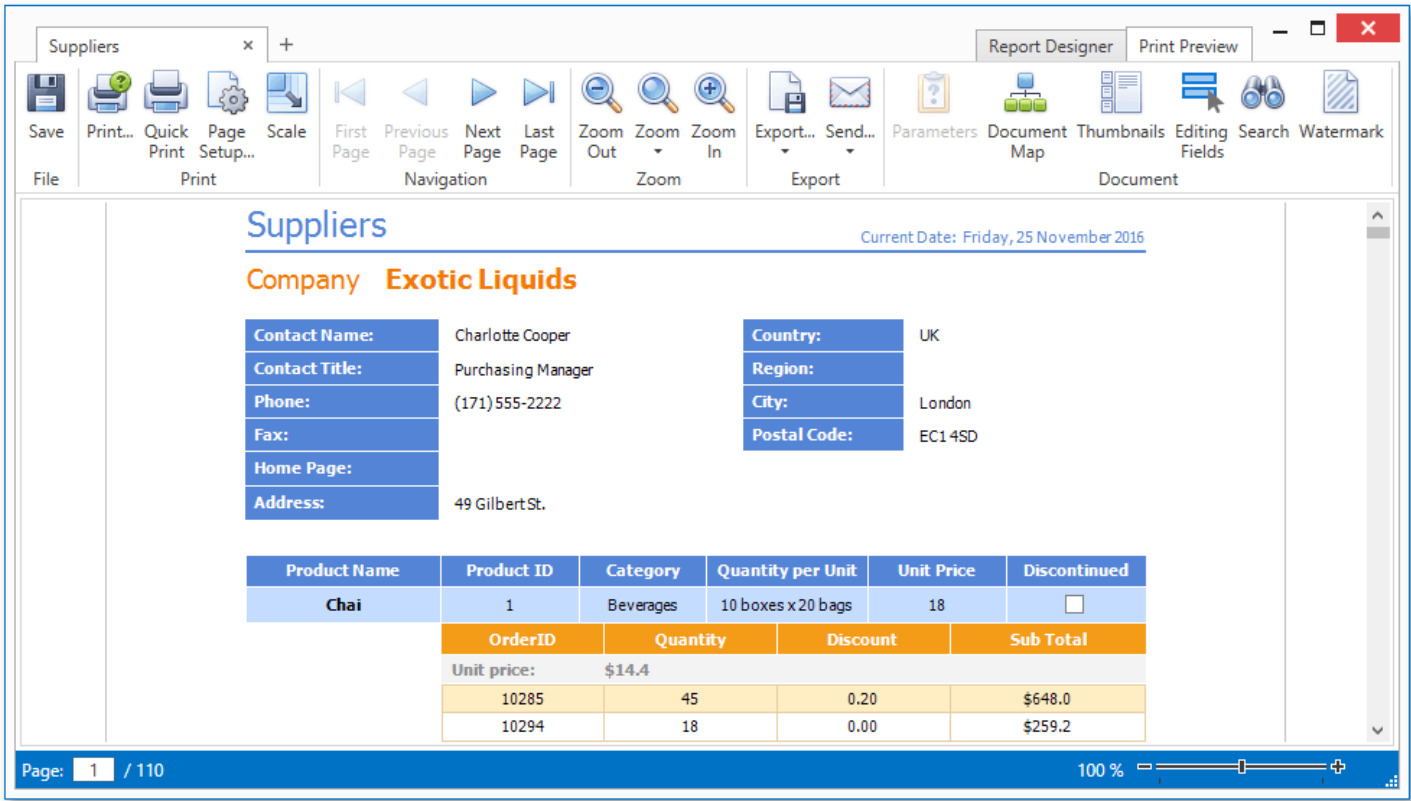 Suppliers × +
Report Designer Print Preview
Save Print... Quick Print Page Setup... Scale First Page Previous Page Next Page Last Page Zoom Out Zoom Zoom In Export... Send... Parameters Document Map Thumbnails Editing Fields Search Watermark
File Print Navigation Zoom Export Document
Suppliers
Current Date: Friday, 25 November 2016
Company Exotic Liquids
Contact Name: Charlotte Cooper Country: UK
Contact Title: Purchasing Manager Region:
Phone: (171) 555-2222 City: London
Fax: Postal Code: EC1 4SD
Home Page:
Address: 49 Gilbert St.
Product Name Product ID Category Quantity per Unit Unit Price Discontinued
Chai 1 Beverages 10 boxes x 20 bags 18
OrderID Quantity Discount Sub Total
Unit price: $14.4
10285 45 0.20 $648.0
10294 18 0.00 $259.2
Page: 1 / 110 100 %